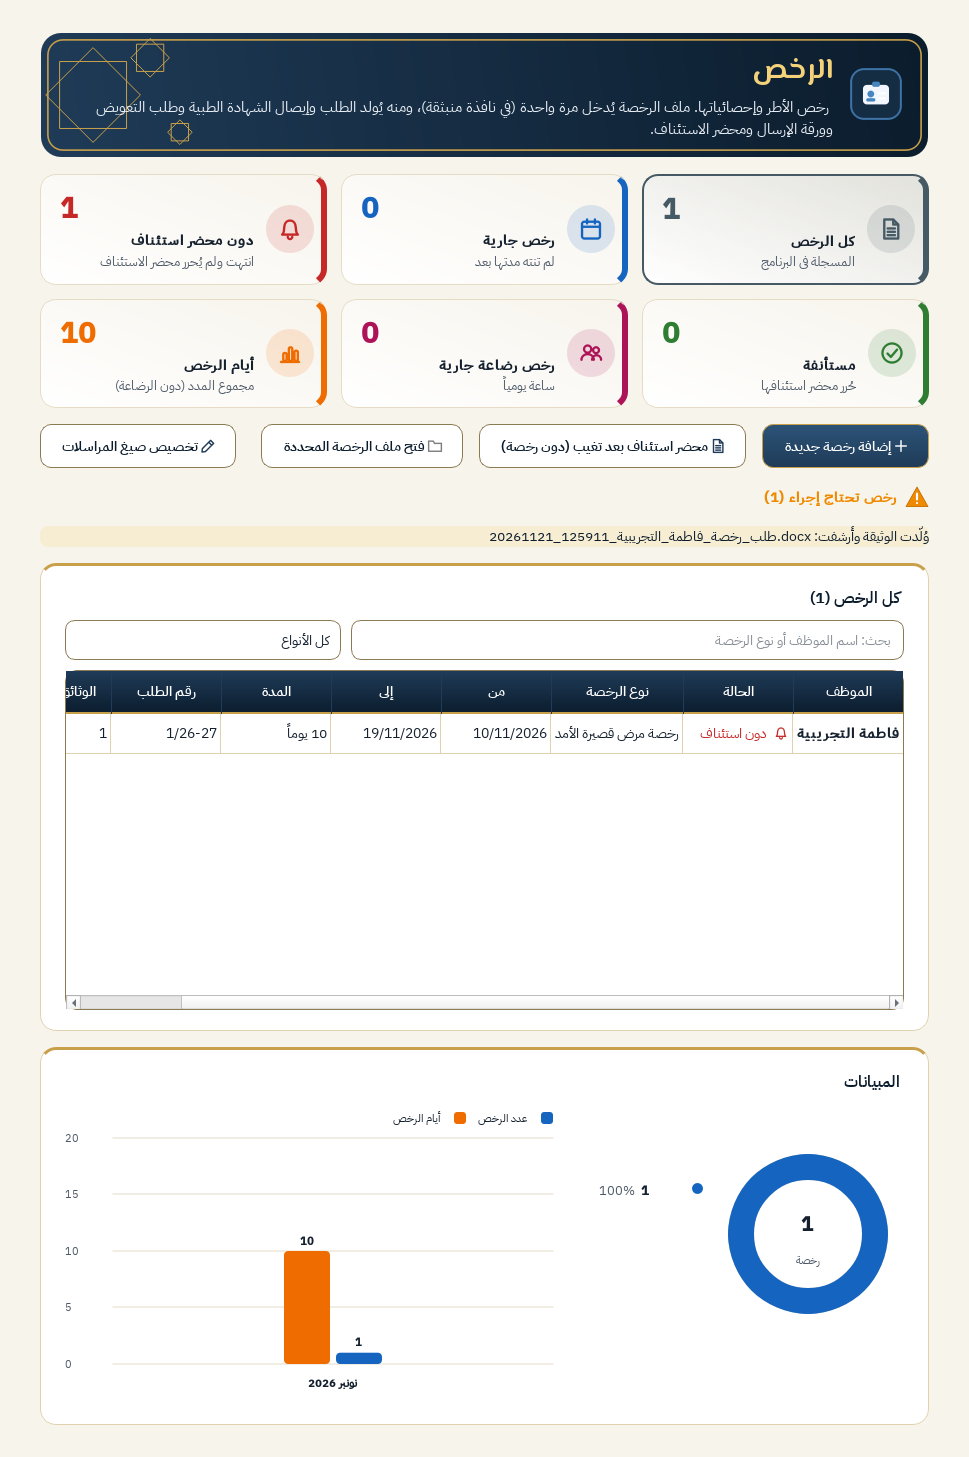 الرخص
رخص الأطر وإحصائياتها. ملف الرخصة يُدخل مرة واحدة (في نافذة منبثقة)، ومنه يُولد الطلب وإيصال الشهادة الطبية وطلب التعويض
وورقة الإرسال ومحضر الاستئناف.
1
كل الرخص
المسجلة في البرنامج
0
رخص جارية
لم تنته مدتها بعد
1
دون محضر استئناف
انتهت ولم يُحرر محضر الاستئناف
0
مستأنفة
حُرر محضر استئنافها
0
رخص رضاعة جارية
ساعة يومياً
10
أيام الرخص
مجموع المدد (دون الرضاعة)
إضافة رخصة جديدة
محضر استئناف بعد تغيب (دون رخصة)
فتح ملف الرخصة المحددة
تخصيص صيغ المراسلات
رخص تحتاج إجراء (1)
وُلّدت الوثيقة وأرشفت: docx.طلب_رخصة_فاطمة_التجريبية_125911_20261121
كل الرخص (1)
بحث: اسم الموظف أو نوع الرخصة
كل الأنواع
الموظف الحالة نوع الرخصة من إلى المدة رقم الطلب الوثائق
فاطمة التجريبية دون استئناف رخصة مرض قصيرة الأمد 10/11/2026 19/11/2026 10 يوماً 1/26-27 1
المبيانات
1
رخصة
1 100%
عدد الرخص
أيام الرخص
20
15
10
5
0
10
1
نونبر 2026